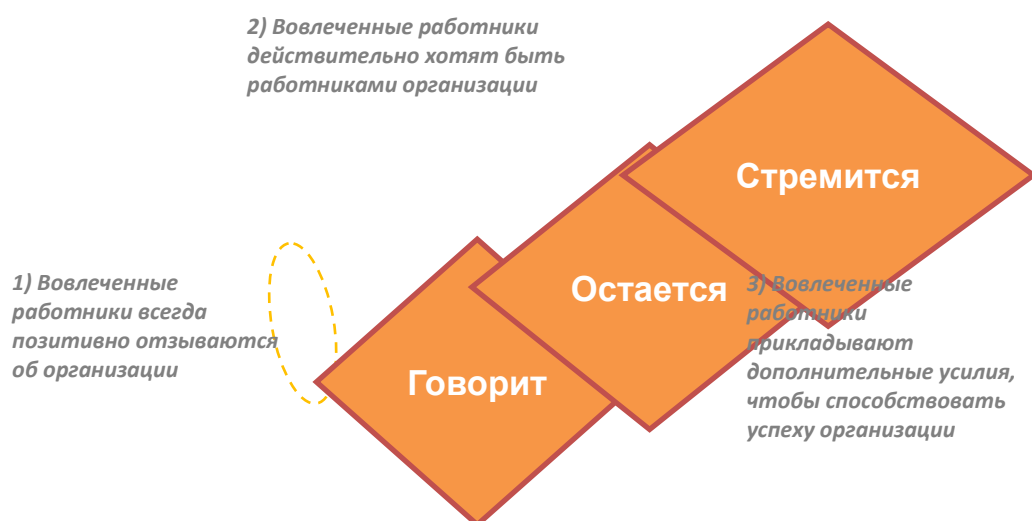 2) Вовлеченные работники
действительно хотят быть
работниками организации
Стремится
1) Вовлеченные
работники всегда
позитивно отзываются
об организации
Остается
3) Вовлеченные
работники
прикладывают
дополнительные усилия,
чтобы способствовать
успеху организации
Говорит